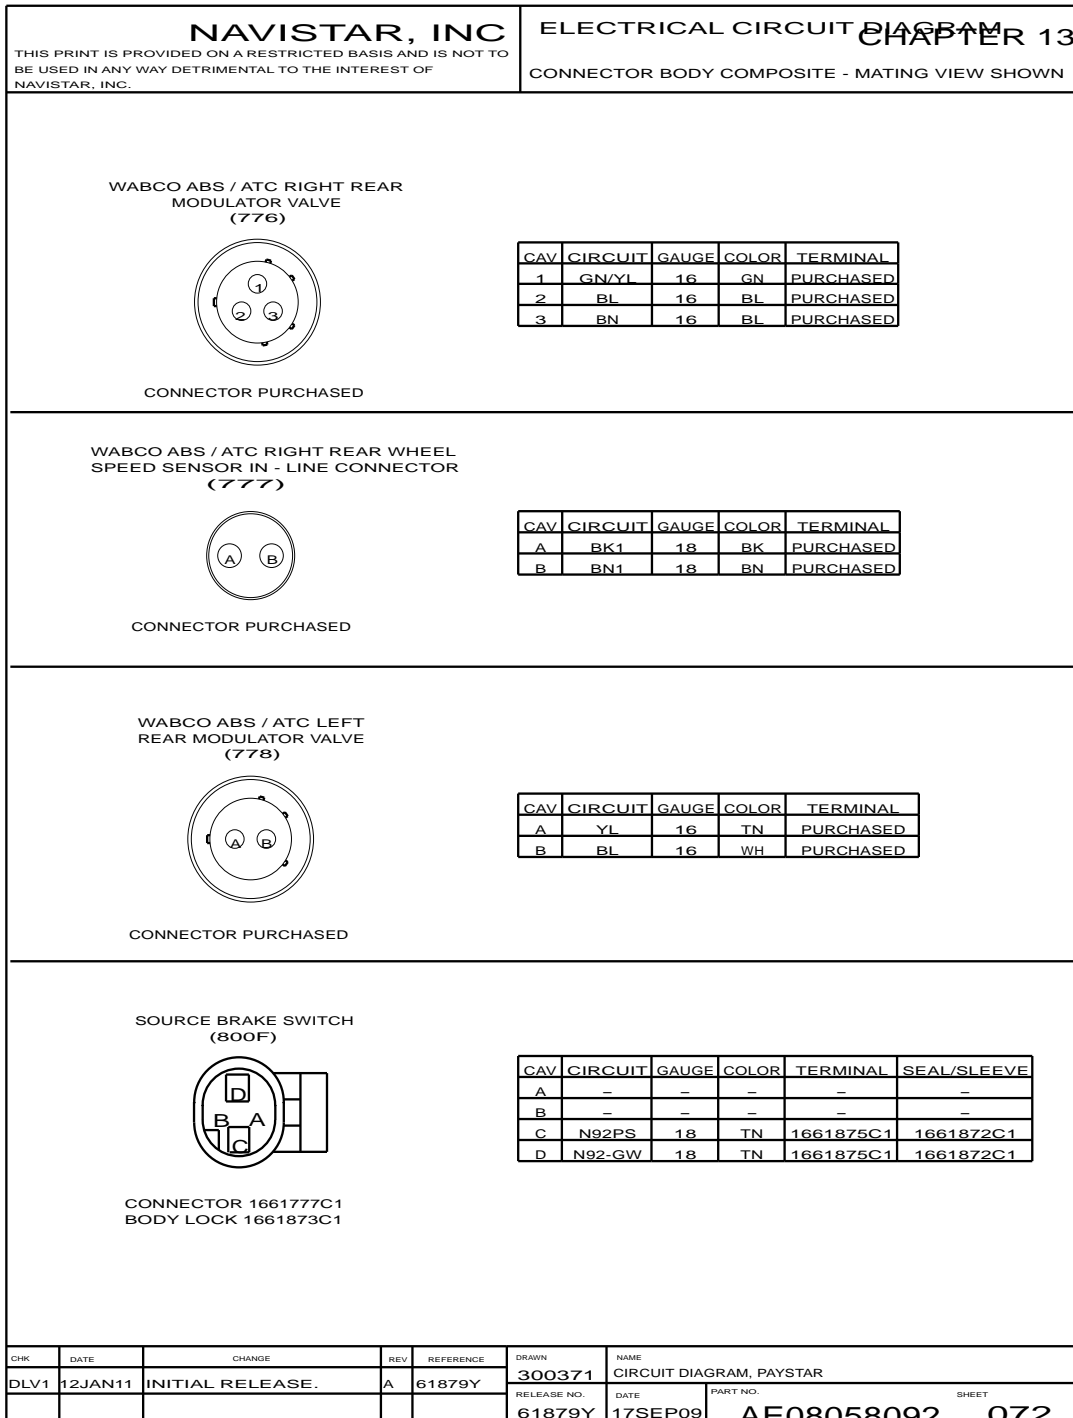 NAVISTAR, INC
THIS PRINT IS PROVIDED ON A RESTRICTED BASIS AND IS NOT TO
BE USED IN ANY WAY DETRIMENTAL TO THE INTEREST OF
NAVISTAR, INC.
ELECTRICAL CIRCUIT DIAGRAM
CHAPTER 13
CONNECTOR BODY COMPOSITE - MATING VIEW SHOWN
WABCO ABS / ATC RIGHT REAR
MODULATOR VALVE
(776)
1
2 3
CONNECTOR PURCHASED
CAV CIRCUIT GAUGE COLOR TERMINAL
1 GN/YL 16 GN PURCHASED
2 BL 16 BL PURCHASED
3 BN 16 BL PURCHASED
WABCO ABS / ATC RIGHT REAR WHEEL
SPEED SENSOR IN - LINE CONNECTOR
(777)
A B
CONNECTOR PURCHASED
CAV CIRCUIT GAUGE COLOR TERMINAL
A BK1 18 BK PURCHASED
B BN1 18 BN PURCHASED
WABCO ABS / ATC LEFT
REAR MODULATOR VALVE
(778)
A B
CONNECTOR PURCHASED
CAV CIRCUIT GAUGE COLOR TERMINAL
A YL 16 TN PURCHASED
B BL 16 WH PURCHASED
SOURCE BRAKE SWITCH
(800F)
D
B A
C
CONNECTOR 1661777C1
BODY LOCK 1661873C1
CAV CIRCUIT GAUGE COLOR TERMINAL SEAL/SLEEVE
A – – – – –
B – – – – –
C N92PS 18 TN 1661875C1 1661872C1
D N92-GW 18 TN 1661875C1 1661872C1
CHK DATE CHANGE REV REFERENCE
DLV1 12JAN11 INITIAL RELEASE. A 61879Y
DRAWN
300371
NAME
CIRCUIT DIAGRAM, PAYSTAR
RELEASE NO.
61879Y
DATE
17SEP09
PART NO.
AE08058092
SHEET
072